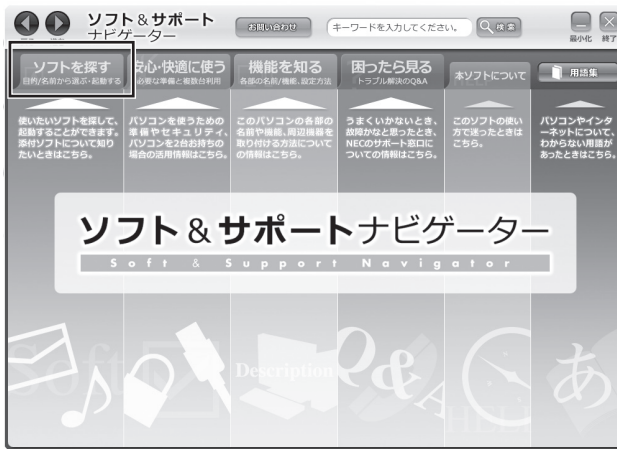 ソフト&サポート
ナビゲーター
お問い合わせ
キーワードを入力してください。
検索
最小化 終了
ソフトを探す
目的/名前から選ぶ・起動する
安心・快適に使う
必要な準備と複数台利用
機能を知る
各部の名前/機能、設定方法
困ったら見る
トラブル解決のQ&A
本ソフトについて
用語集
使いたいソフトを探して、
起動することができます。
添付ソフトについて知り
たいときはこちら。
パソコンを使うための
準備やセキュリティ、
パソコンを2台お持ちの
場合の活用情報はこちら。
このパソコンの各部の
名前や機能、周辺機器を
取り付ける方法について
の情報はこちら。
うまくいかないとき、
故障かなと思ったとき、
NECのサポート窓口に
ついての情報はこちら。
このソフトの使い
方で迷ったときは
こちら。
パソコンやインタ
ーネットについて、
わからない用語が
あったときはこちら。
ソフト&サポートナビゲーター
Soft & Support Navigator
Soft
Description
Q&A
HELP
あ